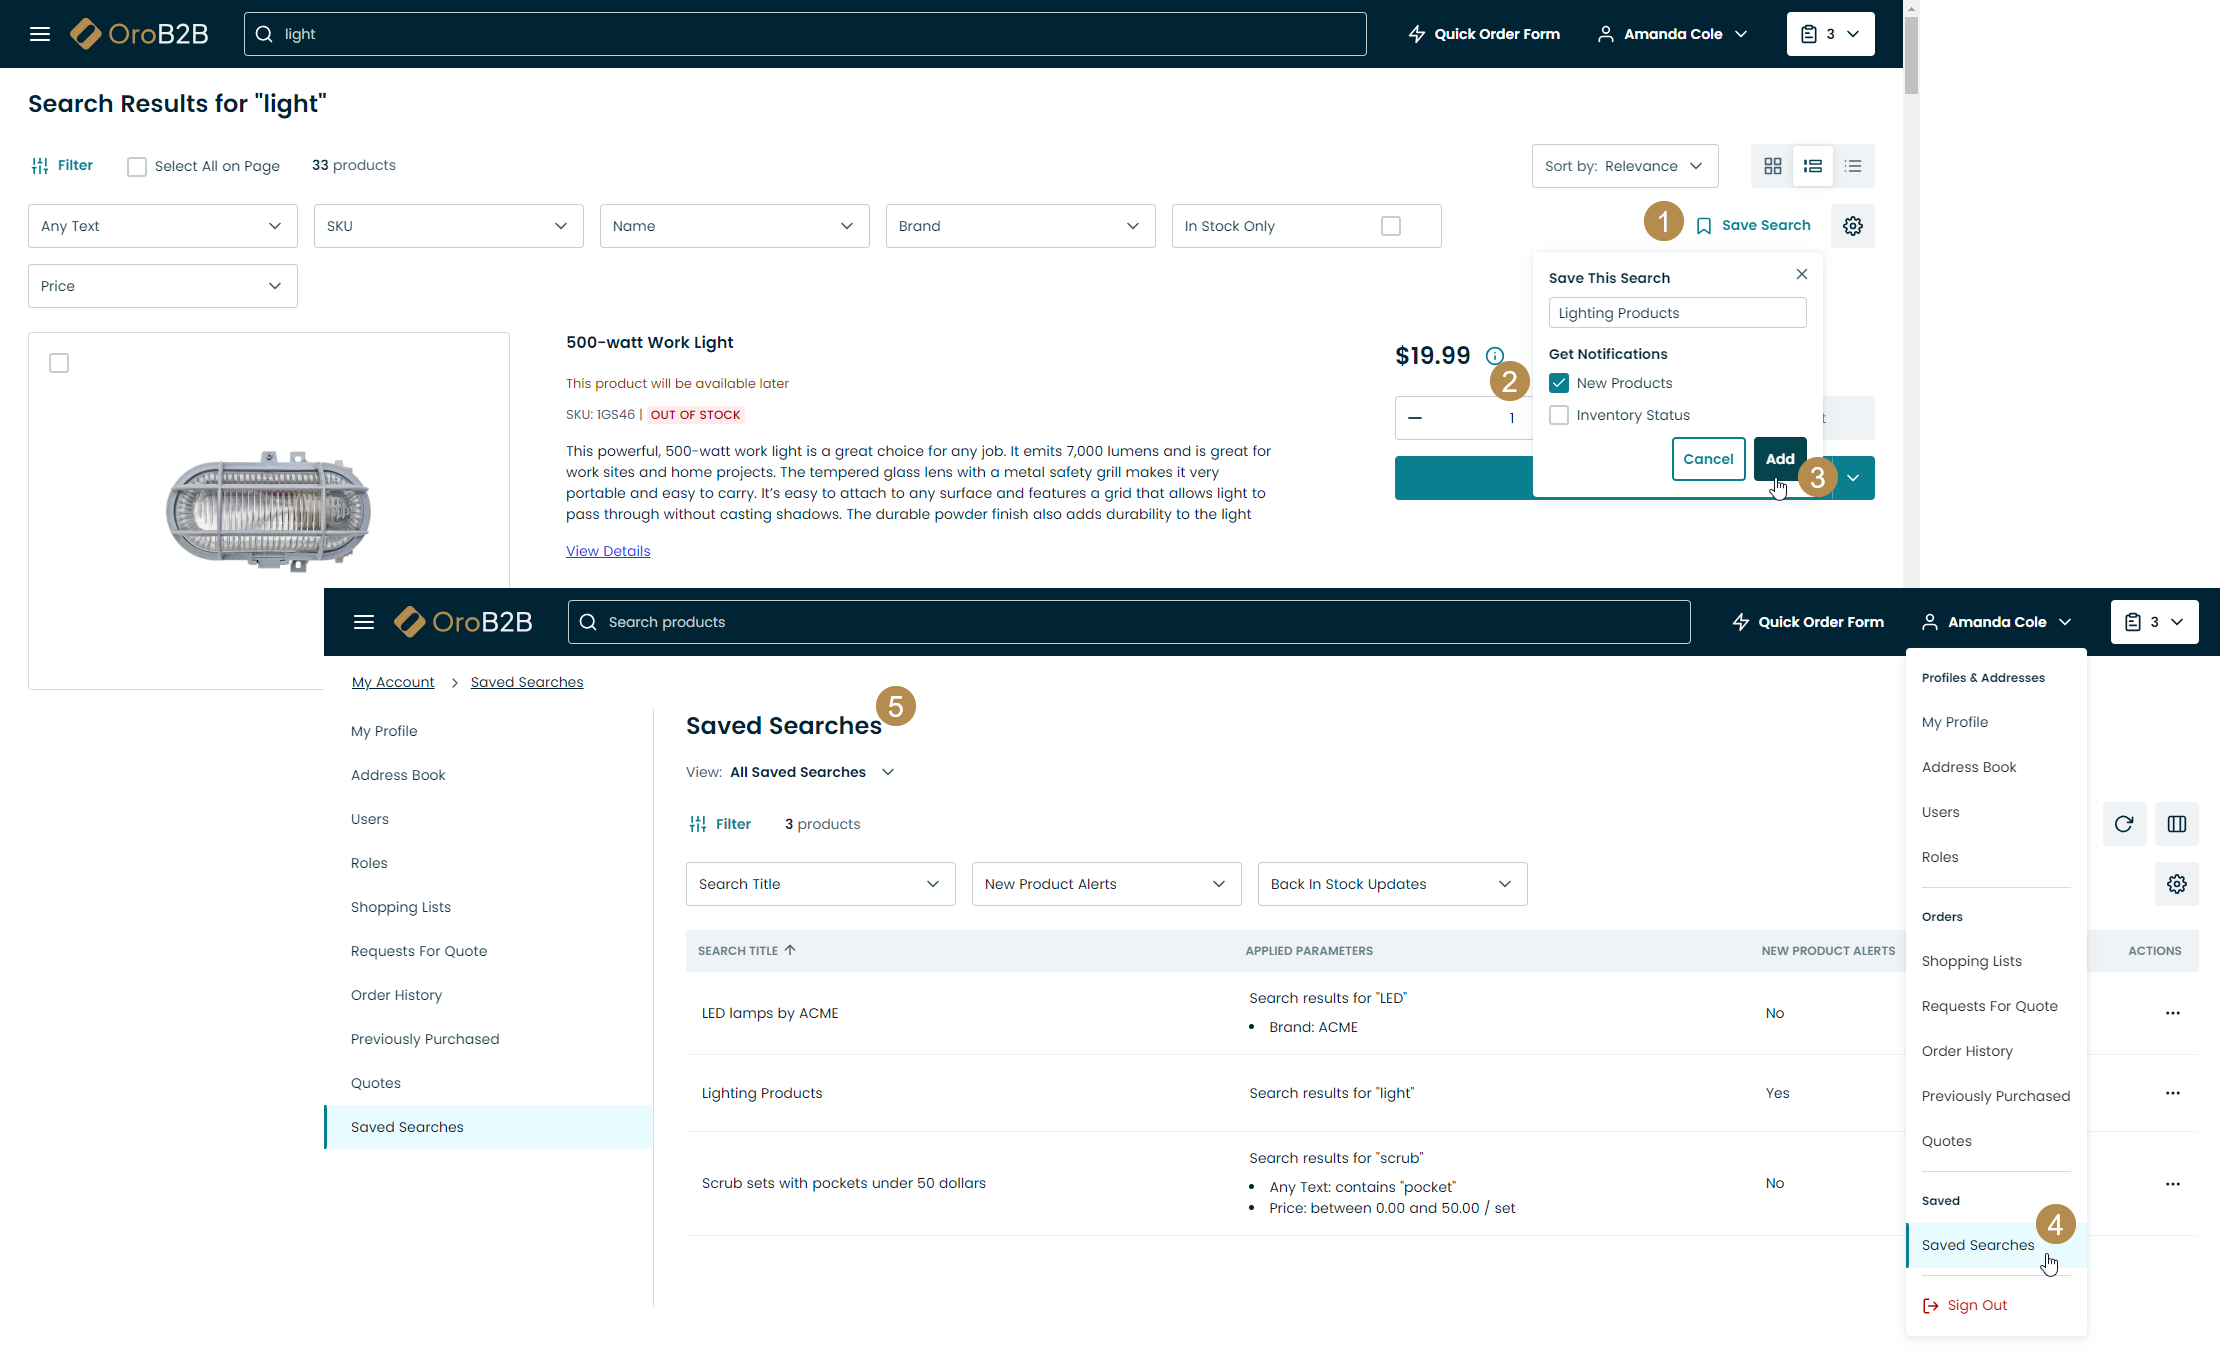 OroB2B
light
Quick Order Form
Amanda Cole
3
Search Results for "light"
Filter
Select All on Page
33 products
Sort by: Relevance
Any Text
SKU
Name
Brand
In Stock Only
1
Save Search
Price
Save This Search
Lighting Products
Get Notifications
New Products
Inventory Status
Cancel
Add
3
500-watt Work Light
$19.99
2
1
t
This product will be available later
SKU: 1GS46 | OUT OF STOCK
This powerful, 500-watt work light is a great choice for any job. It emits 7,000 lumens and is great for
work sites and home projects. The tempered glass lens with a metal safety grill makes it very
portable and easy to carry. It's easy to attach to any surface and features a grid that allows light to
pass through without casting shadows. The durable powder finish also adds durability to the light
View Details
OroB2B
Search products
Quick Order Form
Amanda Cole
3
My Account > Saved Searches
My Profile
Address Book
Users
Roles
Shopping Lists
Requests For Quote
Order History
Previously Purchased
Quotes
Saved Searches
Saved Searches
5
View: All Saved Searches
Filter
3 products
Search Title
New Product Alerts
Back In Stock Updates
SEARCH TITLE
APPLIED PARAMETERS
NEW PRODUCT ALERTS
ACTIONS
LED lamps by ACME
Search results for "LED"
• Brand: ACME
No
...
Lighting Products
Search results for "light"
Yes
...
Scrub sets with pockets under 50 dollars
Search results for "scrub"
• Any Text: contains "pocket"
• Price: between 0.00 and 50.00 / set
No
...
Profiles & Addresses
My Profile
Address Book
Users
Roles
Orders
Shopping Lists
Requests For Quote
Order History
Previously Purchased
Quotes
Saved
4
Saved Searches
Sign Out